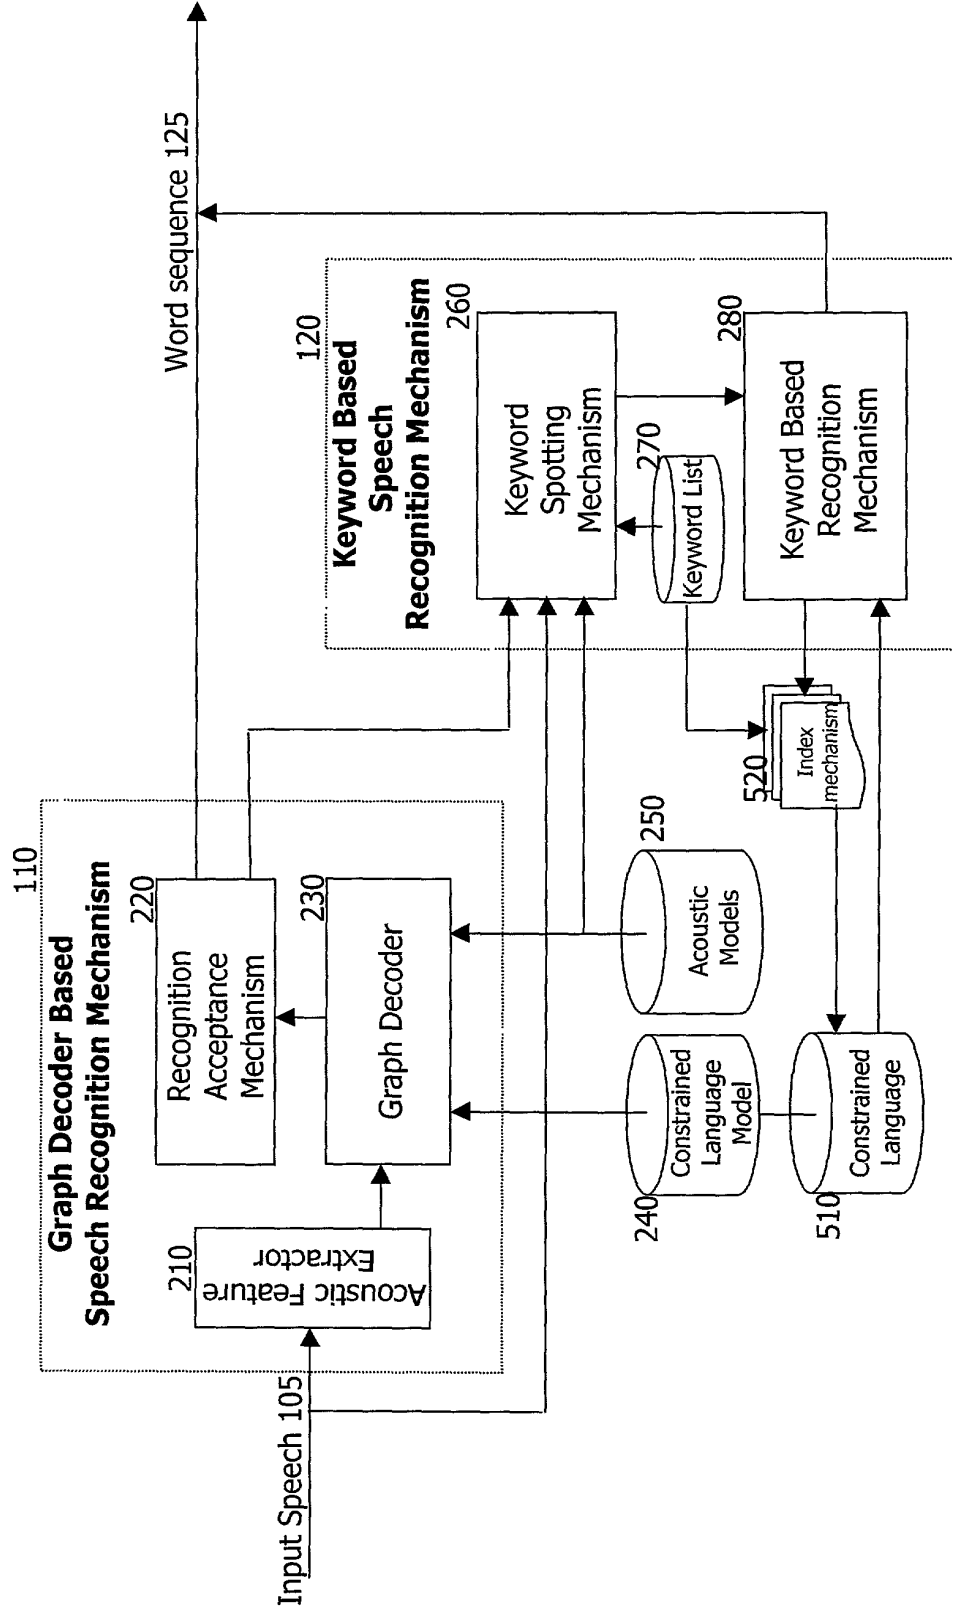 110
Graph Decoder Based
Speech Recognition Mechanism
Word sequence 125
220
Recognition
Acceptance
Mechanism
120
Keyword Based
Speech
Recognition Mechanism
210
Acoustic Feature
Extractor
230
Graph Decoder
260
Keyword
Spotting
Mechanism
Input Speech 105
270
Keyword List
240
Constrained
Language
Model
250
Acoustic
Models
520
Index
mechanism
280
Keyword Based
Recognition
Mechanism
510
Constrained
Language